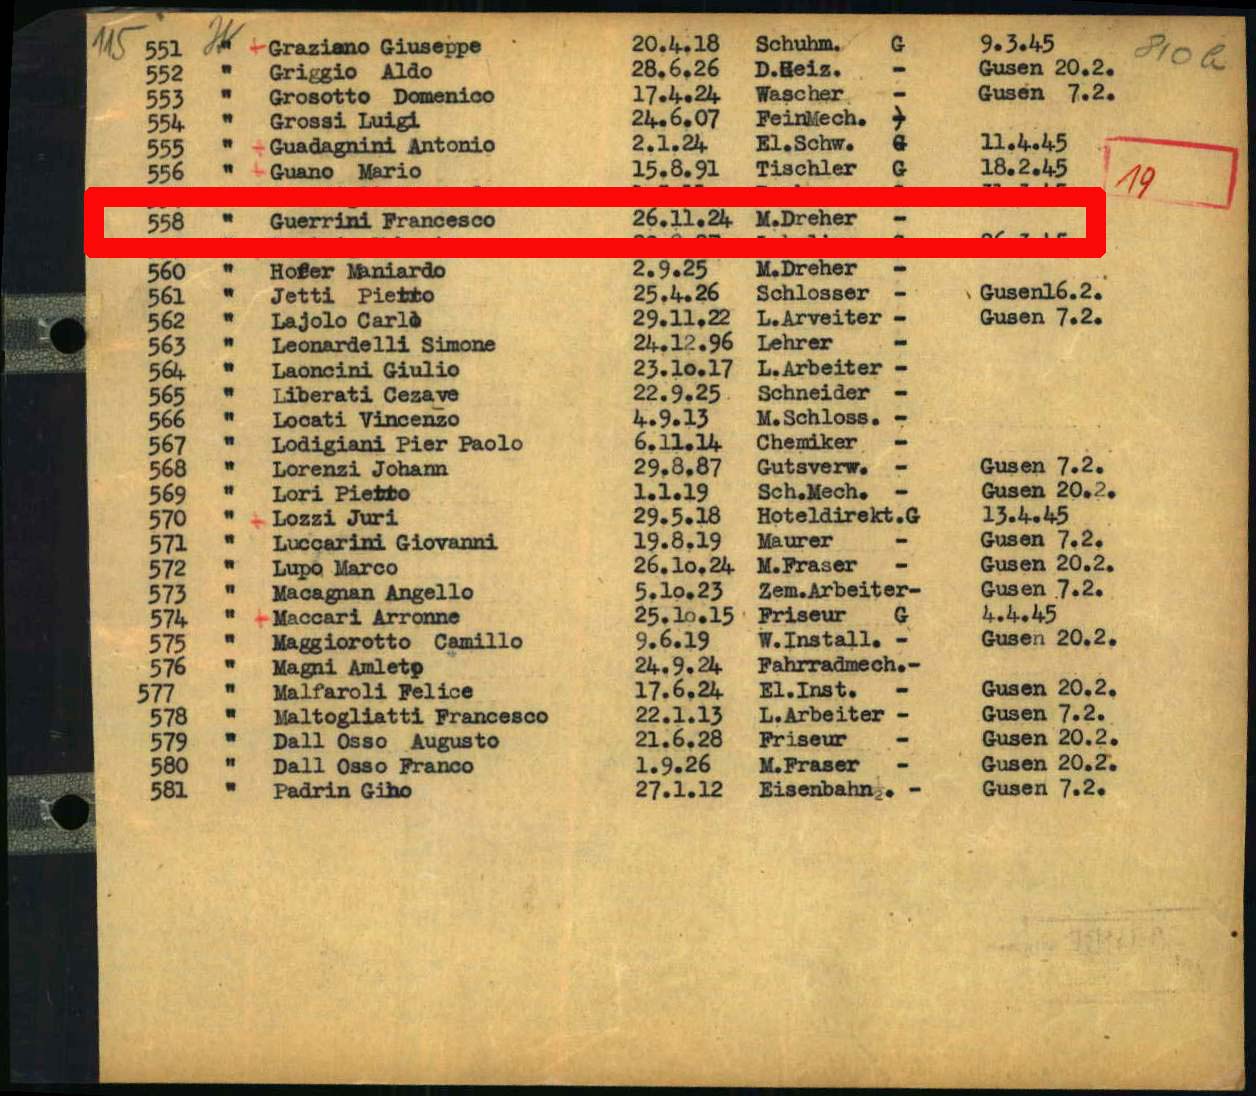 115 JK 810 a
551 " + Graziano Giuseppe 20.4.18 Schuhm. G 9.3.45
552 " Griggio Aldo 28.6.26 D.Heiz. - Gusen 20.2.
553 " Grosotto Domenico 17.4.24 Wascher - Gusen 7.2.
554 " Grossi Luigi 24.6.07 FeinMech.
555 " + Guadagnini Antonio 2.1.24 El.Schw. G 11.4.45
556 " + Guano Mario 15.8.91 Tischler G 18.2.45
19
558 " Guerrini Francesco 26.11.24 M.Dreher -
560 " Hofer Maniardo 2.9.25 M.Dreher -
561 " Jetti Pietto 25.4.26 Schlosser - Gusen16.2.
562 " Lajolo Carlo 29.11.22 L.Arveiter - Gusen 7.2.
563 " Leonardelli Simone 24.12.96 Lehrer -
564 " Laoncini Giulio 23.10.17 L.Arbeiter -
565 " Liberati Cezave 22.9.25 Schneider -
566 " Locati Vincenzo 4.9.13 M.Schloss. -
567 " Lodigiani Pier Paolo 6.11.14 Chemiker -
568 " Lorenzi Johann 29.8.87 Gutsverw. - Gusen 7.2.
569 " Lori Pietto 1.1.19 Sch.Mech. - Gusen 20.2.
570 " + Lozzi Juri 29.5.18 Hoteldirekt.G 13.4.45
571 " Luccarini Giovanni 19.8.19 Maurer - Gusen 7.2.
572 " Lupo Marco 26.10.24 M.Fraser - Gusen 20.2.
573 " Macagnan Angello 5.10.23 Zem.Arbeiter- Gusen 7.2.
574 " + Maccari Arronne 25.10.15 Friseur G 4.4.45
575 " Maggiorotto Camillo 9.6.19 W.Install. - Gusen 20.2.
576 " Magni Amleto 24.9.24 Fahrradmech.-
577 " Malfaroli Felice 17.6.24 El.Inst. - Gusen 20.2.
578 " Maltogliatti Francesco 22.1.13 L.Arbeiter - Gusen 7.2.
579 " Dall Osso Augusto 21.6.28 Friseur - Gusen 20.2.
580 " Dall Osso Franco 1.9.26 M.Fraser - Gusen 20.2.
581 " Padrin Giho 27.1.12 Eisenbahn. - Gusen 7.2.